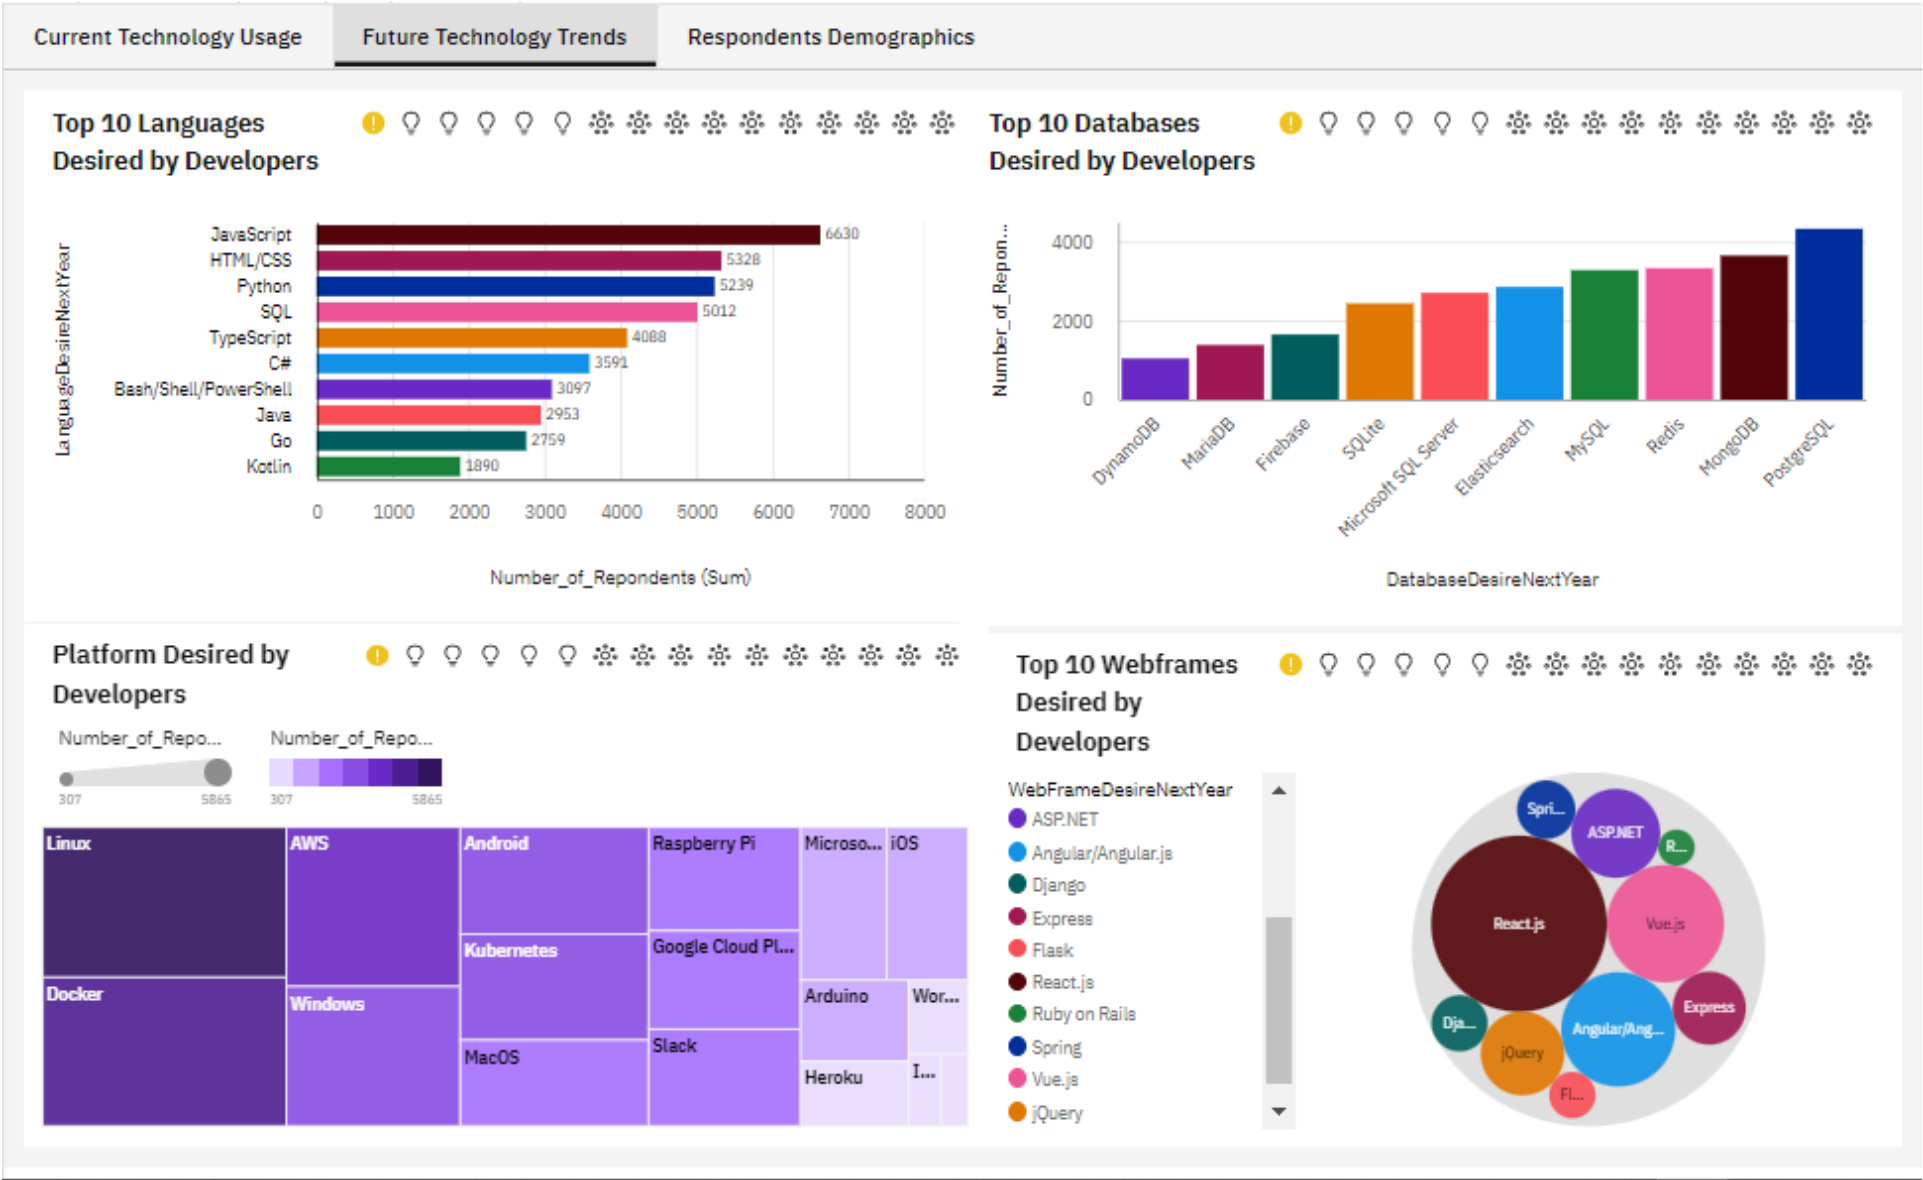 Current Technology Usage
Future Technology Trends
Respondents Demographics
Top 10 Languages
Desired by Developers
LanguageDesireNextYear
JavaScript
6630
HTML/CSS
5328
Python
5239
SQL
5012
TypeScript
4088
C#
3591
Bash/Shell/PowerShell
3097
Java
2953
Go
2759
Kotlin
1890
0 1000 2000 3000 4000 5000 6000 7000 8000
Number_of_Repondents (Sum)
Top 10 Databases
Desired by Developers
Number_of_Repon...
4000
2000
0
DynamoDB
MariaDB
Firebase
SQLite
Microsoft SQL Server
Elasticsearch
MySQL
Redis
MongoDB
PostgreSQL
DatabaseDesireNextYear
Platform Desired by
Developers
Number_of_Repo...
307 5865
Number_of_Repo...
307 5865
Linux
Docker
AWS
Windows
Android
Kubernetes
MacOS
Raspberry Pi
Google Cloud Pl...
Slack
Microso...
iOS
Arduino
Wor...
Heroku
I...
Top 10 Webframes
Desired by
Developers
WebFrameDesireNextYear
ASP.NET
Angular/Angular.js
Django
Express
Flask
React.js
Ruby on Rails
Spring
Vue.js
jQuery
Spri...
ASP.NET
R...
React.js
Vue.js
Express
Dja...
Angular/Ang...
jQuery
Fl...